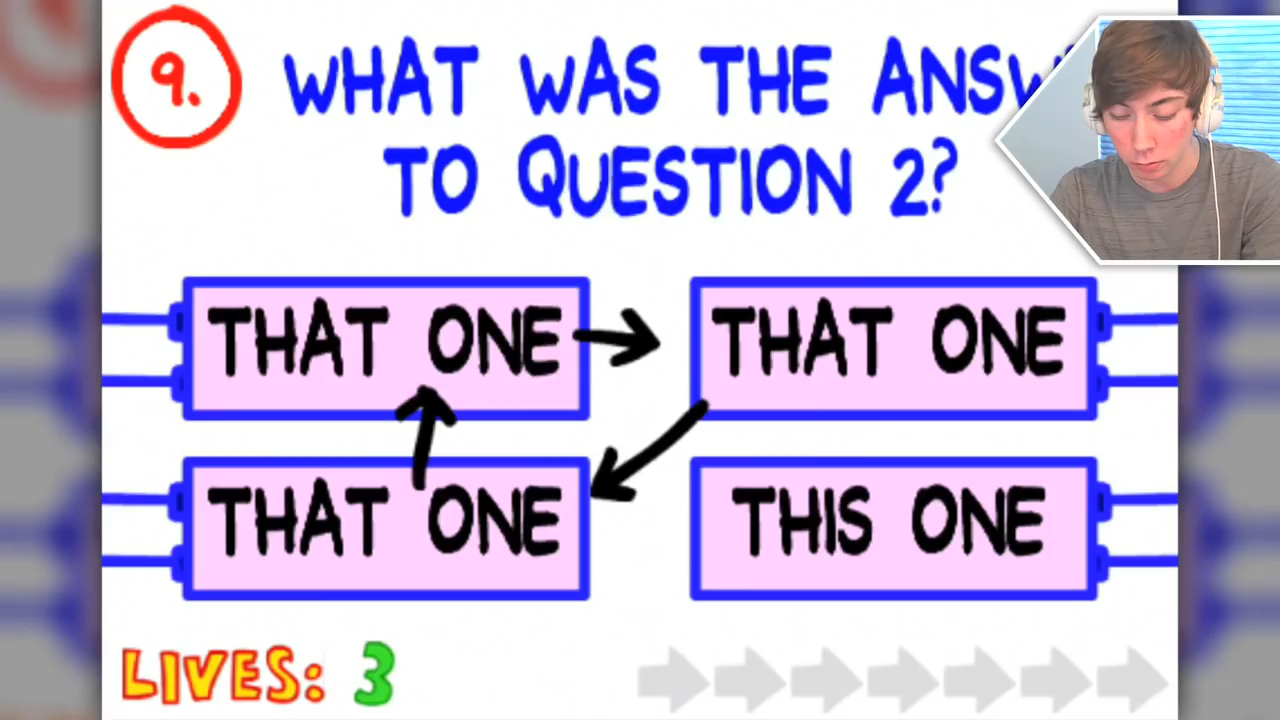 9.
WHAT WAS THE ANSW
TO QUESTION 2?
THAT ONE
THAT ONE
THAT ONE
THIS ONE
LIVES: 3